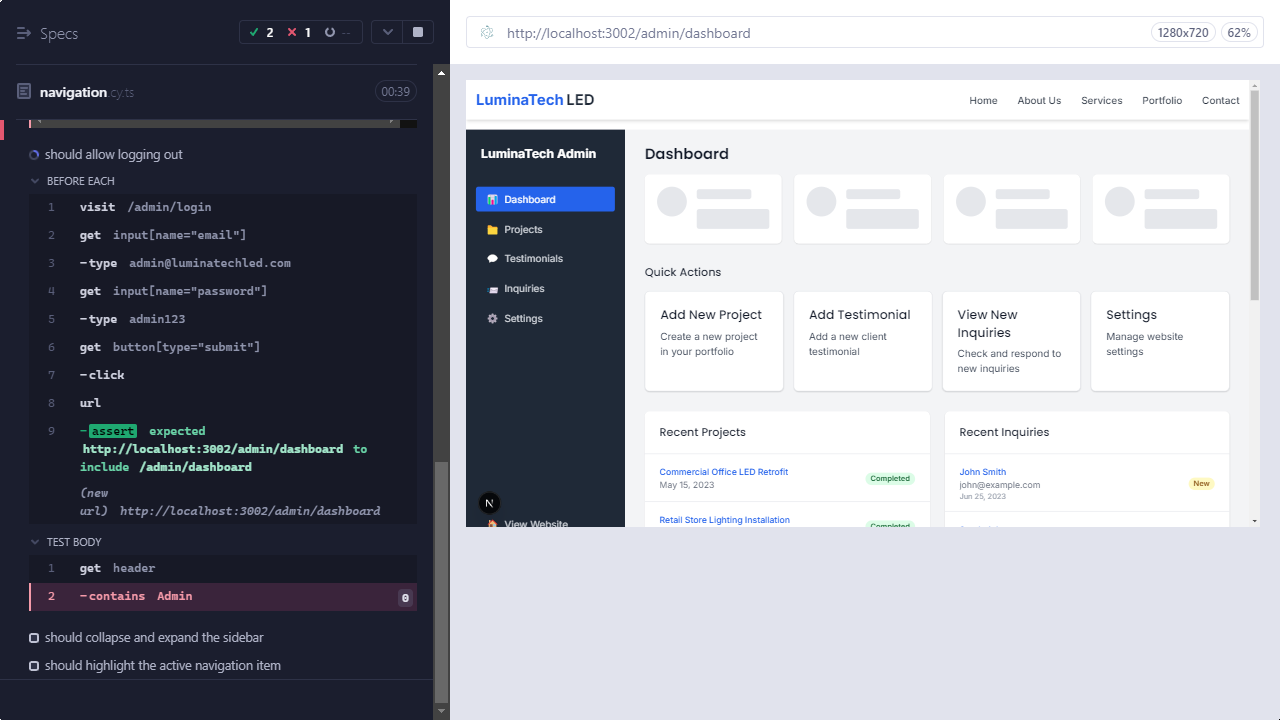 Specs
2
1
--
navigation.cy.ts
00:39
should allow logging out
BEFORE EACH
1 visit /admin/login
2 get input[name="email"]
3 -type admin@luminatechled.com
4 get input[name="password"]
5 -type admin123
6 get button[type="submit"]
7 -click
8 url
9 -assert expected
http://localhost:3002/admin/dashboard to
include /admin/dashboard
(new
url) http://localhost:3002/admin/dashboard
TEST BODY
1 get header
2 -contains Admin 0
should collapse and expand the sidebar
should highlight the active navigation item
http://localhost:3002/admin/dashboard
1280x720
62%
LuminaTech LED
Home About Us Services Portfolio Contact
LuminaTech Admin
Dashboard
Projects
Testimonials
Inquiries
Settings
N
View Website
Dashboard
Quick Actions
Add New Project
Create a new project
in your portfolio
Add Testimonial
Add a new client
testimonial
View New
Inquiries
Check and respond to
new inquiries
Settings
Manage website
settings
Recent Projects
Commercial Office LED Retrofit
May 15, 2023
Completed
Retail Store Lighting Installation
Completed
Recent Inquiries
John Smith
john@example.com
Jun 25, 2023
New